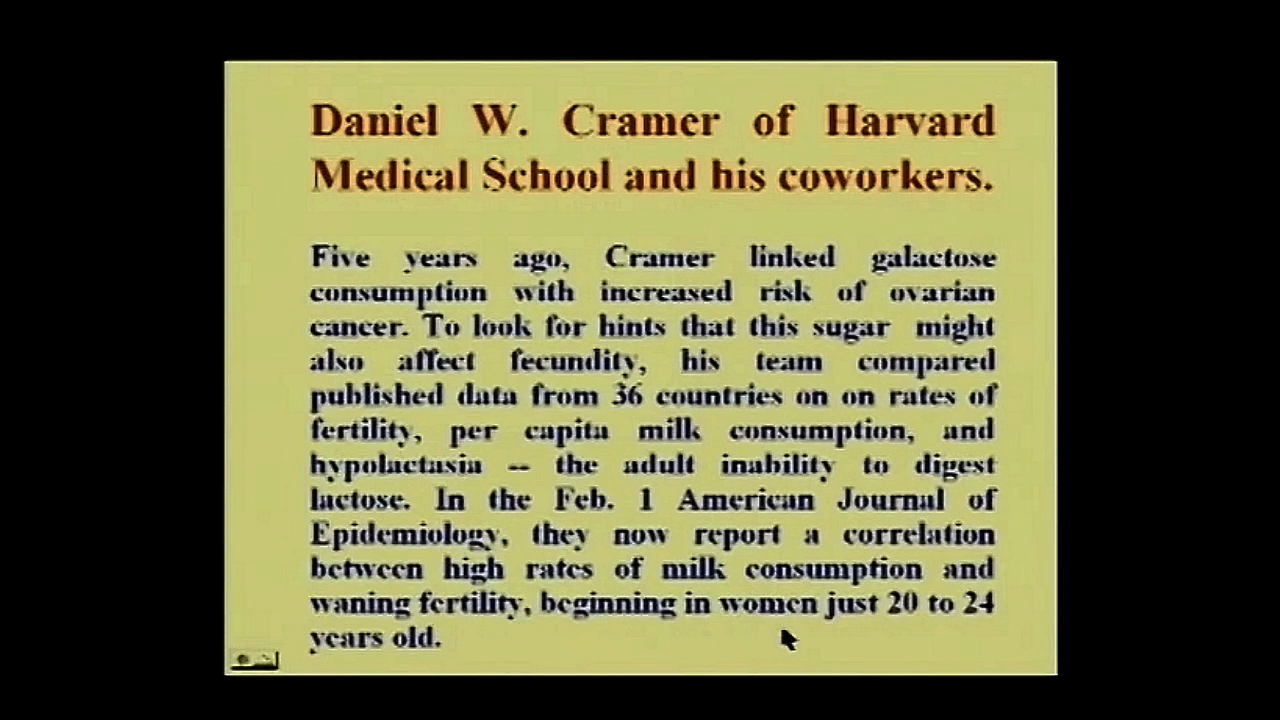 Daniel W. Cramer of Harvard
Medical School and his coworkers.
Five years ago, Cramer linked galactose
consumption with increased risk of ovarian
cancer. To look for hints that this sugar might
also affect fecundity, his team compared
published data from 36 countries on on rates of
fertility, per capita milk consumption, and
hypolactasia -- the adult inability to digest
lactose. In the Feb. 1 American Journal of
Epidemiology, they now report a correlation
between high rates of milk consumption and
waning fertility, beginning in women just 20 to 24
years old.